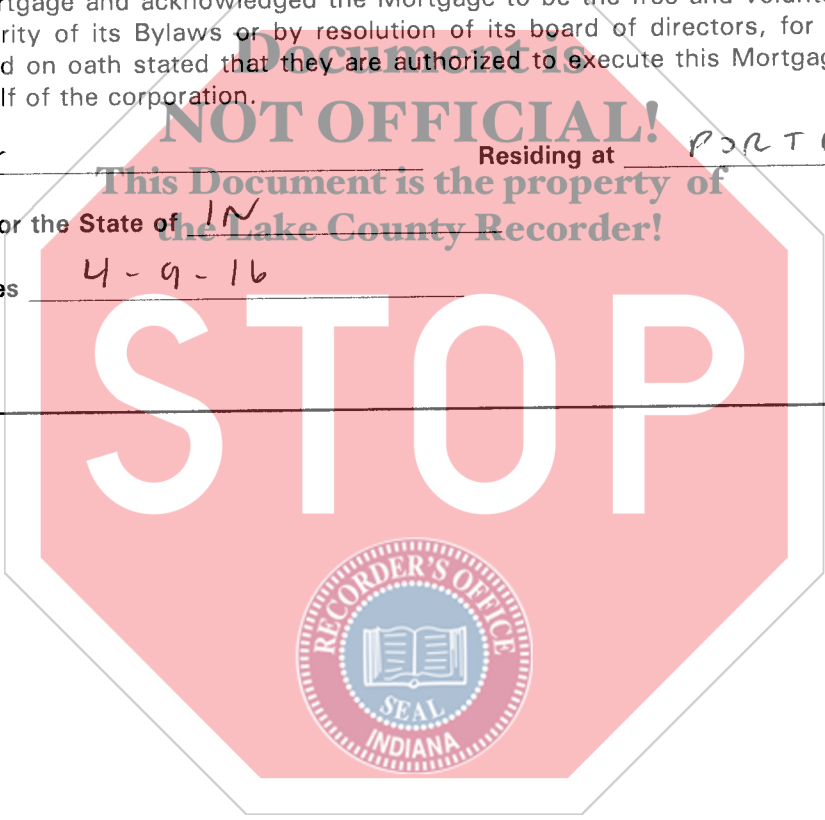 rtgage and acknowledged the Mortgage to be the free and volunt
rity of its Bylaws or by resolution of its board of directors, for
Document is
d on oath stated that they are authorized to execute this Mortgag
lf of the corporation.
NOT OFFICIAL!
Residing at PORT
This Document is the property of
or the State of IN
the Lake County Recorder!
es 4-9-16
STOP
RECORDER'S OFFICE
SEAL
INDIANA